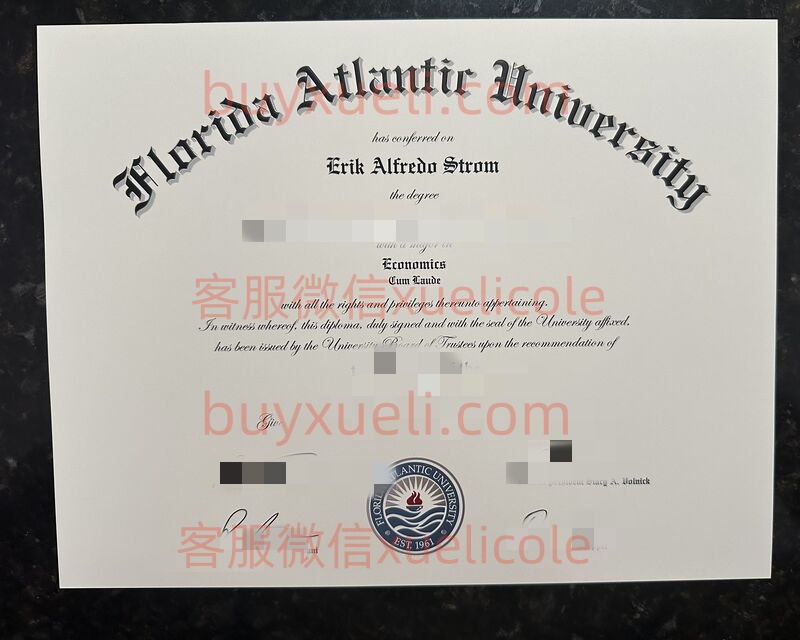 Florida Atlantic University
buyxueli.com
has conferred on
Erik Alfredo Strom
the degree
with a major in
Economics
Cum Laude
客服微信xuelicole
with all the rights and privileges thereunto appertaining.
In witness whereof, this diploma, duly signed and with the seal of the University affixed,
has been issued by the University Board of Trustees upon the recommendation of
buyxueli.com
President Stacy A. Volnick
FLORIDA ATLANTIC UNIVERSITY
EST. 1961
客服微信xuelicole